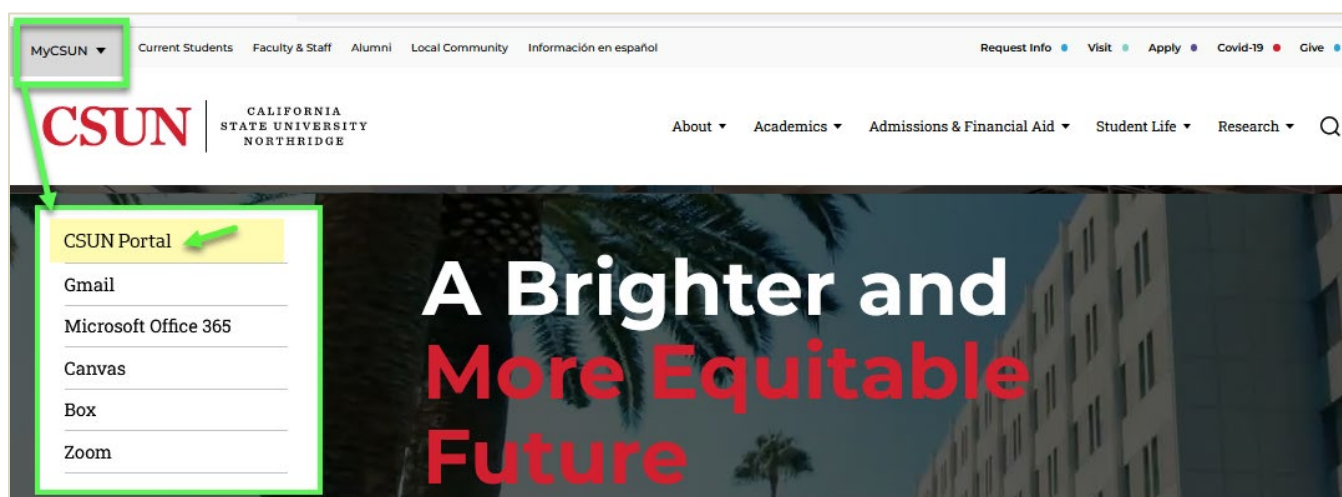 MyCSUN Current Students Faculty & Staff Alumni Local Community Información en español Request Info Visit Apply Covid-19 Give
CSUN
CALIFORNIA
STATE UNIVERSITY
NORTHRIDGE
About Academics Admissions & Financial Aid Student Life Research
CSUN Portal
Gmail
Microsoft Office 365
Canvas
Box
Zoom
A Brighter and
More Equitable
Future